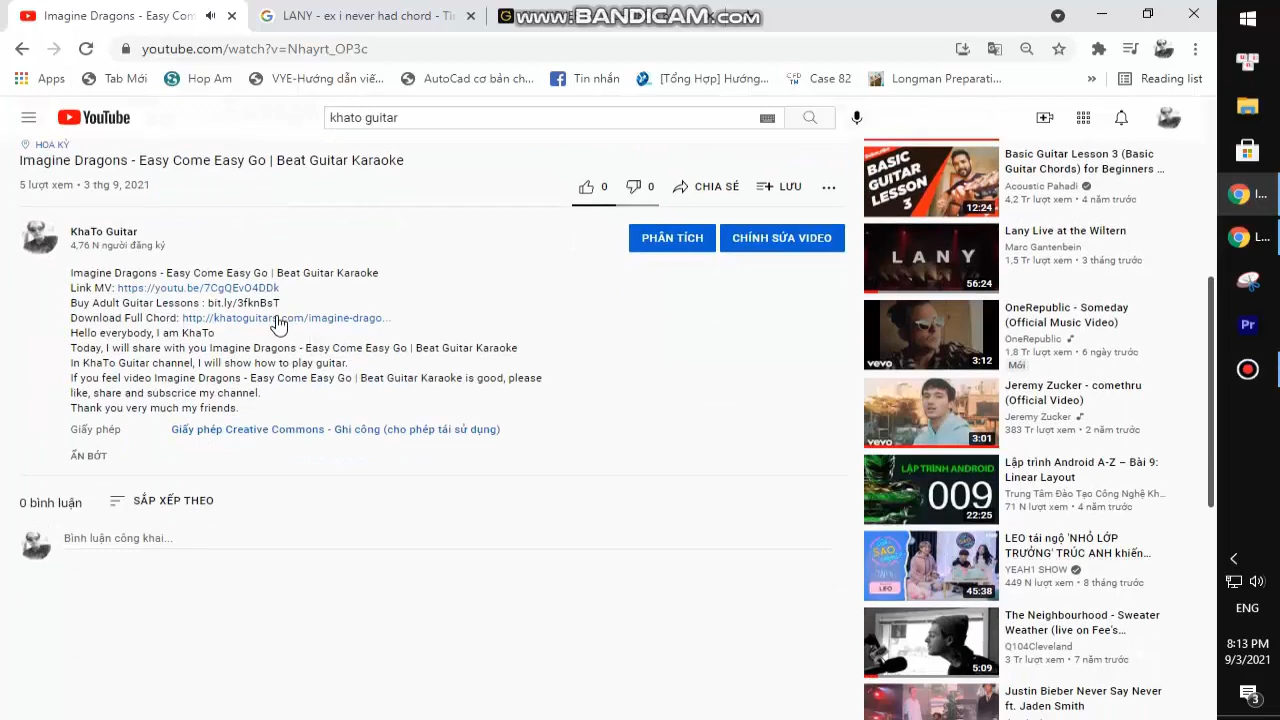 Imagine Dragons - Easy Com
LANY - ex i never had chord - Tì
www.BANDICAM.com
youtube.com/watch?v=Nhayrt_OP3c
Apps
Tab Mới
Hop Am
VYE-Hướng dẫn viế...
AutoCad cơ bản ch...
Tin nhắn
[Tổng Hợp] Hướng...
Case 82
Longman Preparati...
»
Reading list
YouTube
khato guitar
HOA KỲ
Imagine Dragons - Easy Come Easy Go | Beat Guitar Karaoke
5 lượt xem • 3 thg 9, 2021
0
0
CHIA SẺ
LƯU
KhaTo Guitar
4,76 N người đăng ký
PHÂN TÍCH
CHỈNH SỬA VIDEO
Imagine Dragons - Easy Come Easy Go | Beat Guitar Karaoke
Link MV: https://youtu.be/7CgQEvO4DDk
Buy Adult Guitar Lessons : bit.ly/3fknBsT
Download Full Chord: http://khatoguitars.com/imagine-drago...
Hello everybody, I am KhaTo
Today, I will share with you Imagine Dragons - Easy Come Easy Go | Beat Guitar Karaoke
In KhaTo Guitar channel, I will show how to play guitar.
If you feel video Imagine Dragons - Easy Come Easy Go | Beat Guitar Karaoke is good, please
like, share and subscrice my channel.
Thank you very much my friends.
Giấy phép
Giấy phép Creative Commons - Ghi công (cho phép tái sử dụng)
ẨN BỚT
0 bình luận
SẮP XẾP THEO
Bình luận công khai...
BASIC
GUITAR
LESSON
3
12:24
Basic Guitar Lesson 3 (Basic
Guitar Chords) for Beginners ...
Acoustic Pahadi
4,2 Tr lượt xem • 4 năm trước
LANY
56:24
Lany Live at the Wiltern
Marc Gantenbein
1,5 Tr lượt xem • 3 tháng trước
vevo
3:12
OneRepublic - Someday
(Official Music Video)
OneRepublic
1,8 Tr lượt xem • 6 ngày trước
Mới
vevo
3:01
Jeremy Zucker - comethru
(Official Video)
Jeremy Zucker
383 Tr lượt xem • 2 năm trước
LẬP TRÌNH ANDROID
009
22:25
Lập trình Android A-Z – Bài 9:
Linear Layout
Trung Tâm Đào Tạo Công Nghệ Kh...
71 N lượt xem • 4 năm trước
SAO
LEO
45:38
LEO tái ngộ 'NHỎ LỚP
TRƯỞNG' TRÚC ANH khiến...
YEAH1 SHOW
449 N lượt xem • 8 tháng trước
5:09
The Neighbourhood - Sweater
Weather (live on Fee's...
Q104Cleveland
3 Tr lượt xem • 7 năm trước
Justin Bieber Never Say Never
ft. Jaden Smith
I...
L...
Pr
ENG
8:13 PM
9/3/2021
3